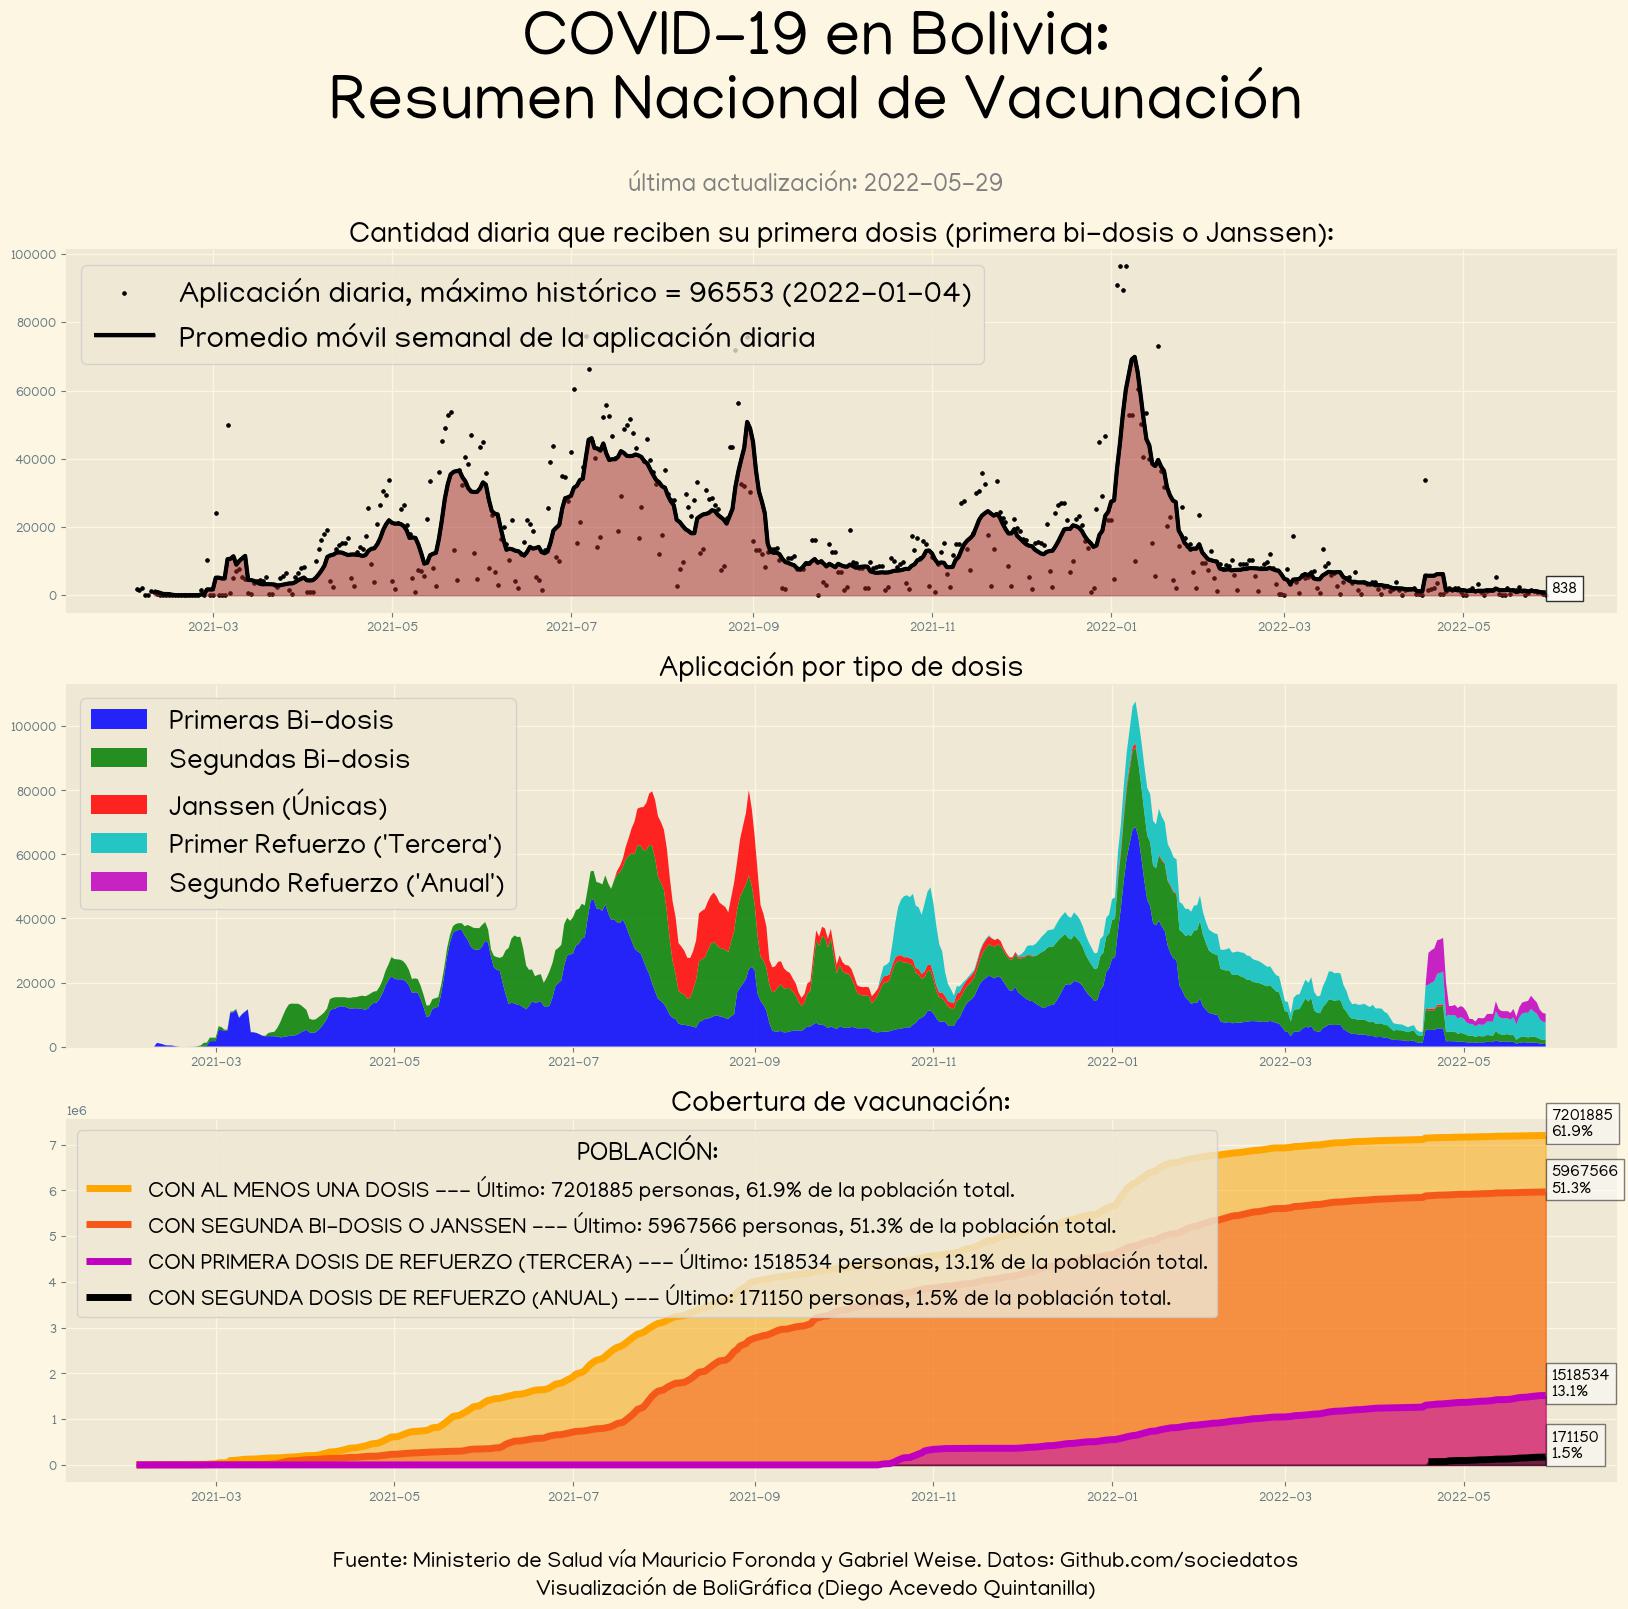 COVID-19 en Bolivia:
Resumen Nacional de Vacunación
última actualización: 2022-05-29
Cantidad diaria que reciben su primera dosis (primera bi-dosis o Janssen):
100000
80000
60000
40000
20000
0
Aplicación diaria, máximo histórico = 96553 (2022-01-04)
Promedio móvil semanal de la aplicación diaria
838
2021-03
2021-05
2021-07
2021-09
2021-11
2022-01
2022-03
2022-05
Aplicación por tipo de dosis
100000
80000
60000
40000
20000
0
Primeras Bi-dosis
Segundas Bi-dosis
Janssen (Únicas)
Primer Refuerzo ('Tercera')
Segundo Refuerzo ('Anual')
2021-03
2021-05
2021-07
2021-09
2021-11
2022-01
2022-03
2022-05
Cobertura de vacunación:
1e6
7
6
5
4
3
2
1
0
POBLACIÓN:
CON AL MENOS UNA DOSIS --- Último: 7201885 personas, 61.9% de la población total.
CON SEGUNDA BI-DOSIS O JANSSEN --- Último: 5967566 personas, 51.3% de la población total.
CON PRIMERA DOSIS DE REFUERZO (TERCERA) --- Último: 1518534 personas, 13.1% de la población total.
CON SEGUNDA DOSIS DE REFUERZO (ANUAL) --- Último: 171150 personas, 1.5% de la población total.
7201885
61.9%
5967566
51.3%
1518534
13.1%
171150
1.5%
2021-03
2021-05
2021-07
2021-09
2021-11
2022-01
2022-03
2022-05
Fuente: Ministerio de Salud vía Mauricio Foronda y Gabriel Weise. Datos: Github.com/sociedatos
Visualización de BoliGráfica (Diego Acevedo Quintanilla)